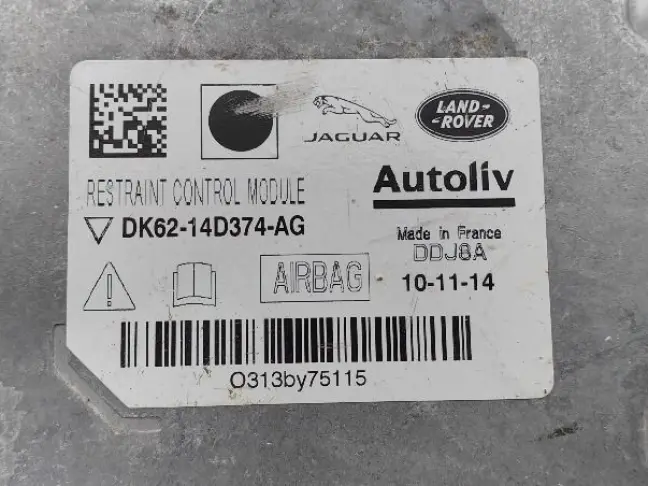 JAGUAR
LAND-
-ROVER
RESTRAINT CONTROL MODULE
Autoliv
DK62-14D374-AG
Made in France
DDJ8A
AIRBAG
10-11-14
O313by75115